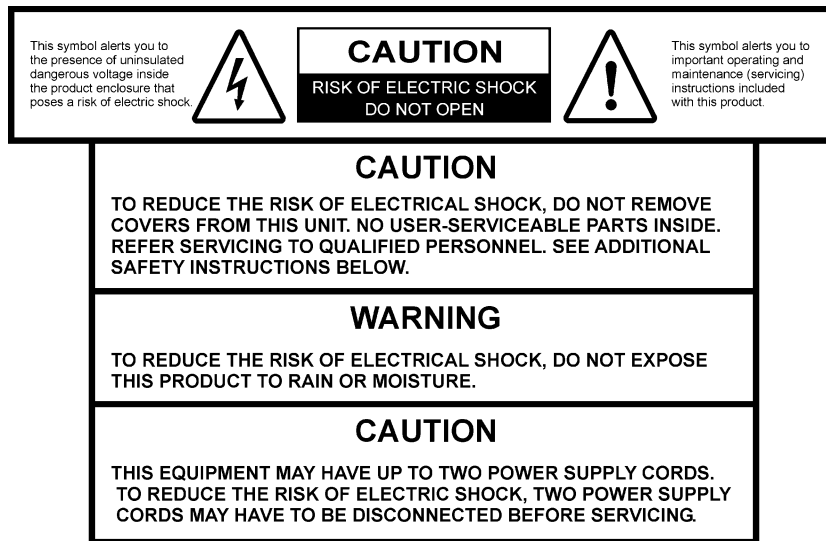 This symbol alerts you to
the presence of uninsulated
dangerous voltage inside
the product enclosure that
poses a risk of electric shock.
CAUTION
RISK OF ELECTRIC SHOCK
DO NOT OPEN
This symbol alerts you to
important operating and
maintenance (servicing)
instructions included
with this product.
CAUTION
TO REDUCE THE RISK OF ELECTRICAL SHOCK, DO NOT REMOVE
COVERS FROM THIS UNIT. NO USER-SERVICEABLE PARTS INSIDE.
REFER SERVICING TO QUALIFIED PERSONNEL. SEE ADDITIONAL
SAFETY INSTRUCTIONS BELOW.
WARNING
TO REDUCE THE RISK OF ELECTRICAL SHOCK, DO NOT EXPOSE
THIS PRODUCT TO RAIN OR MOISTURE.
CAUTION
THIS EQUIPMENT MAY HAVE UP TO TWO POWER SUPPLY CORDS.
TO REDUCE THE RISK OF ELECTRIC SHOCK, TWO POWER SUPPLY
CORDS MAY HAVE TO BE DISCONNECTED BEFORE SERVICING.